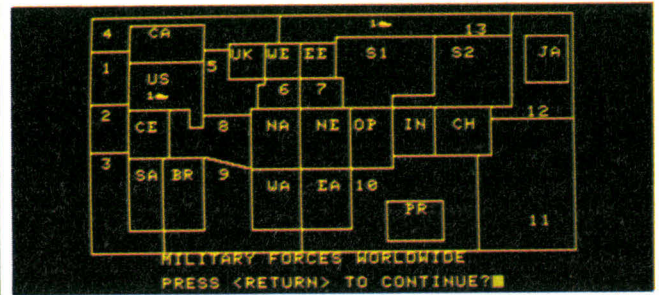 4 CA 1 13
UK WE EE S1 S2 JA
1 US 5
1 6 7
2 CE 8 NA NE OP IN CH 12
3 SA BR 9 WA EA 10
PR 11
MILITARY FORCES WORLDWIDE
PRESS <RETURN> TO CONTINUE?